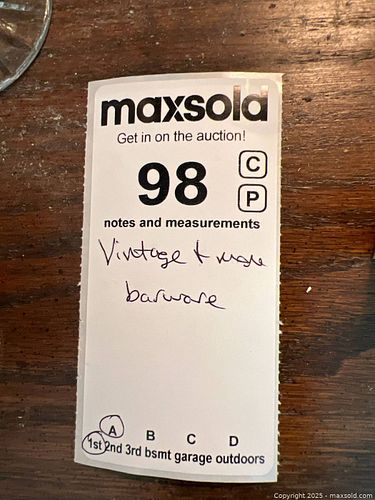 maxsold
Get in on the auction!
98
C
P
notes and measurements
Vintage + more
barware
A B C D
1st 2nd 3rd bsmt garage outdoors
Copyright 2025 - maxsold.com